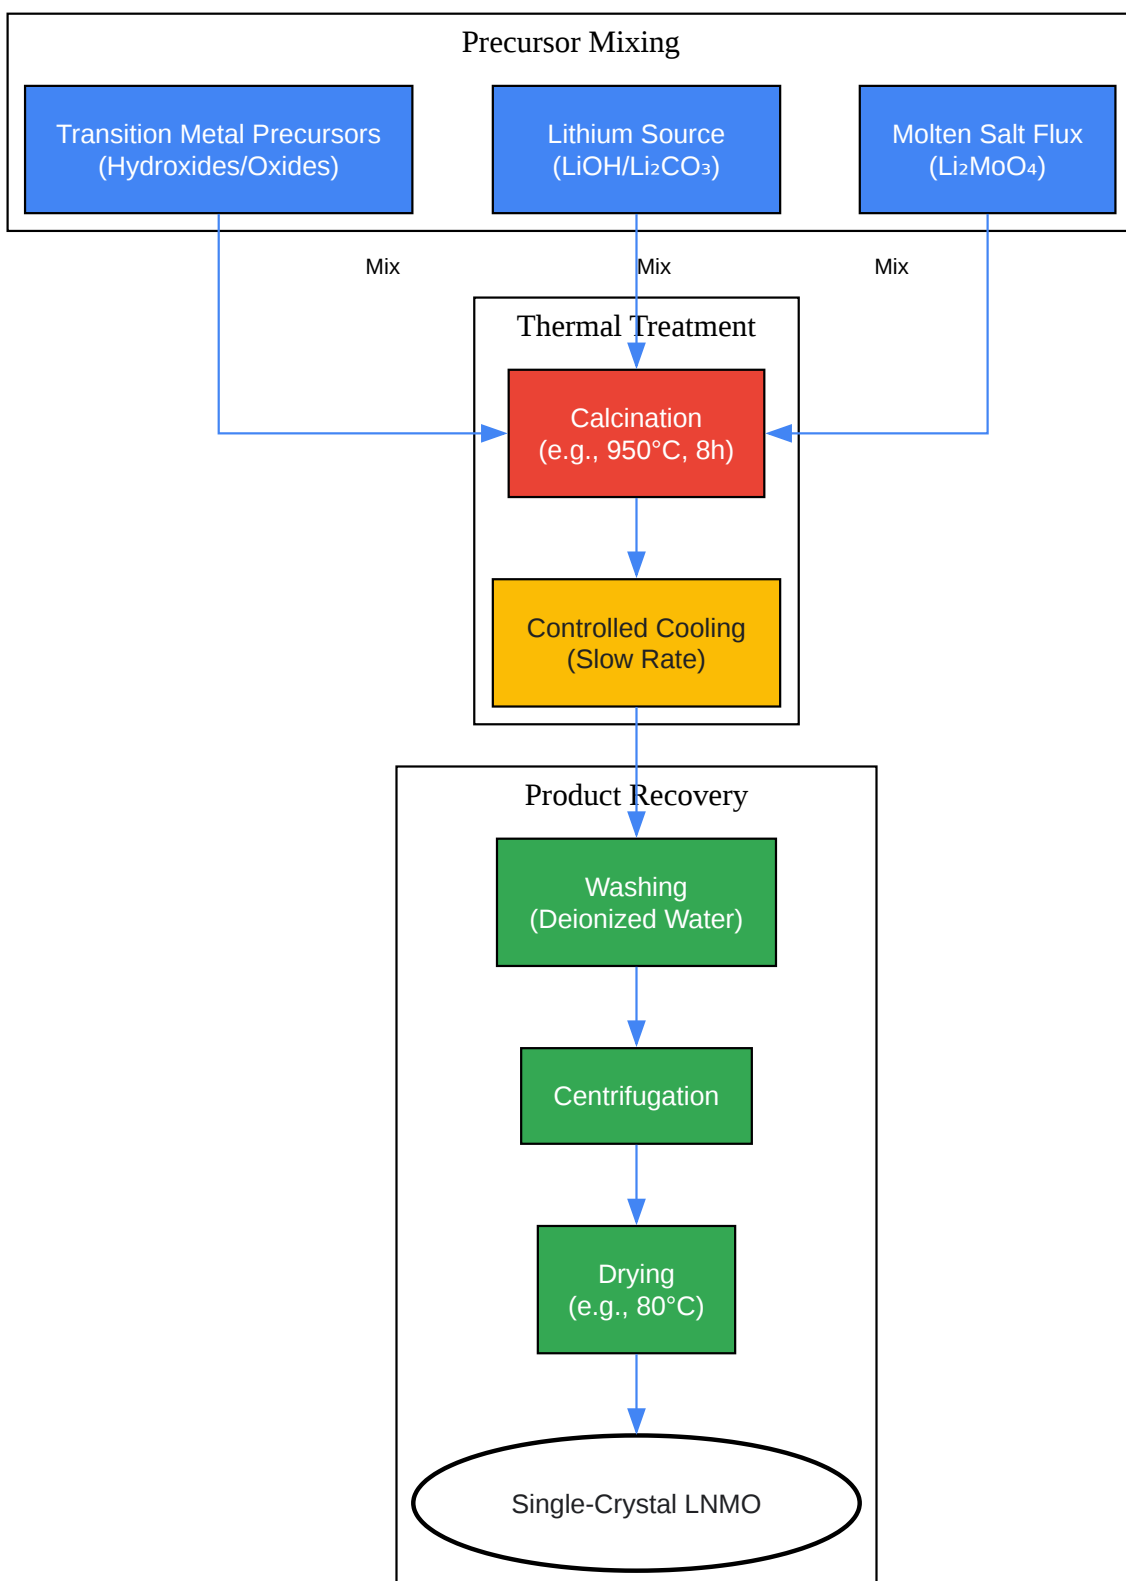 Precursor Mixing
Transition Metal Precursors
(Hydroxides/Oxides)
Lithium Source
(LiOH/Li₂CO₃)
Molten Salt Flux
(Li₂MoO₄)
Mix
Mix
Mix
Thermal Treatment
Calcination
(e.g., 950°C, 8h)
Controlled Cooling
(Slow Rate)
Product Recovery
Washing
(Deionized Water)
Centrifugation
Drying
(e.g., 80°C)
Single-Crystal LNMO